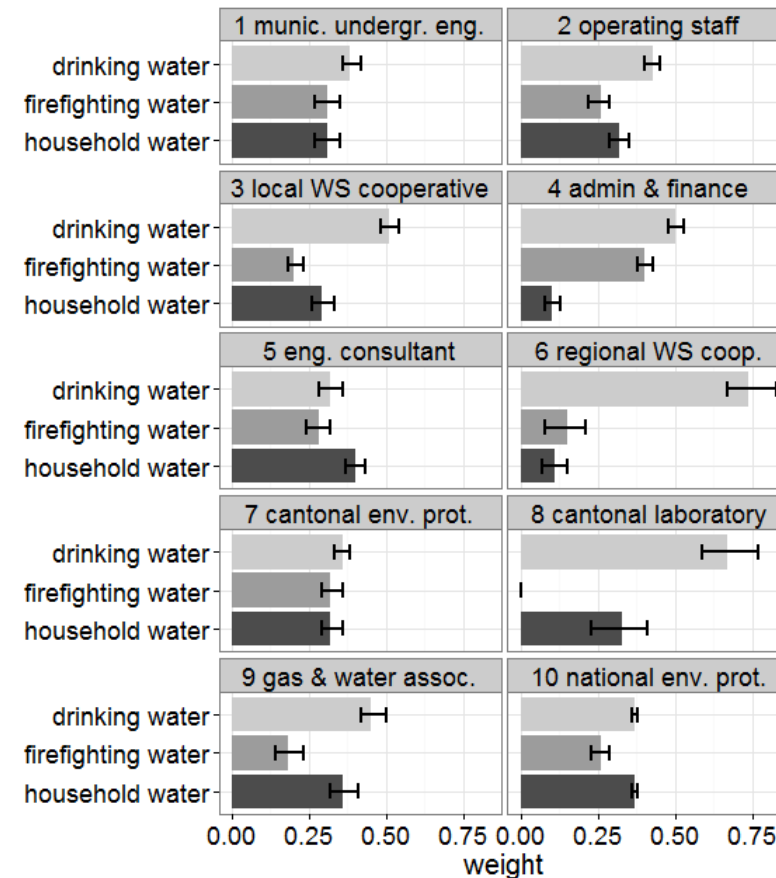 1 munic. undergr. eng.
2 operating staff
drinking water
firefighting water
household water
3 local WS cooperative
4 admin & finance
drinking water
firefighting water
household water
5 eng. consultant
6 regional WS coop.
drinking water
firefighting water
household water
7 cantonal env. prot.
8 cantonal laboratory
drinking water
firefighting water
household water
9 gas & water assoc.
10 national env. prot.
drinking water
firefighting water
household water
0.00 0.25 0.50 0.75 0.00 0.25 0.50 0.75
weight